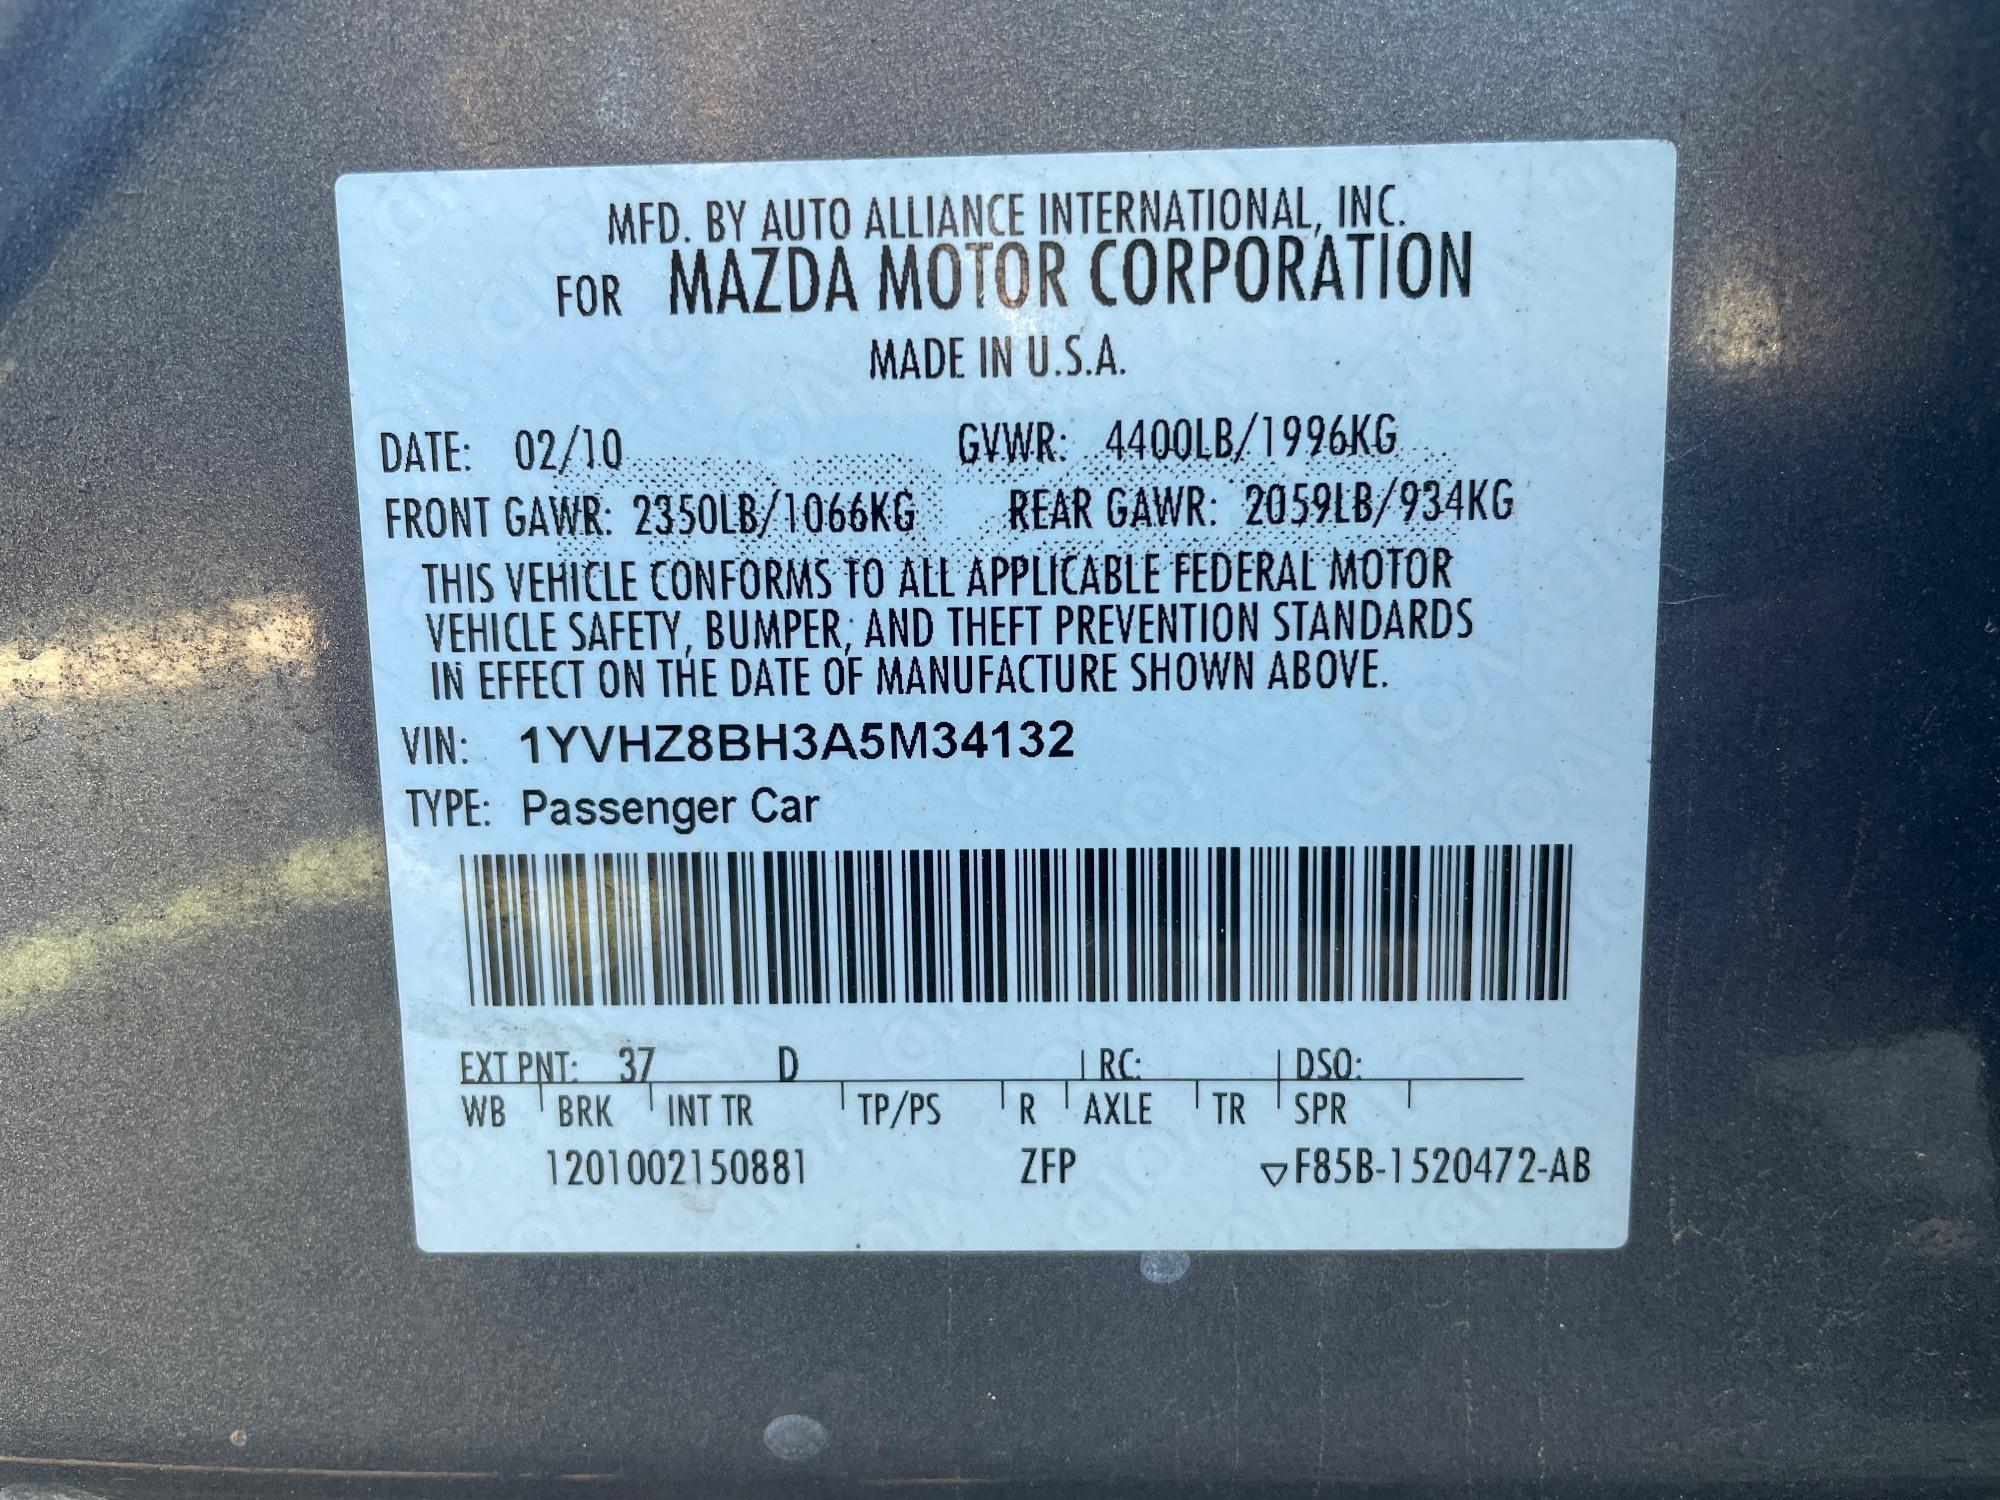 MFD. BY AUTO ALLIANCE INTERNATIONAL, INC.
FOR MAZDA MOTOR CORPORATION
MADE IN U.S.A.
DATE: 02/10 GVWR: 4400LB/1996KG
FRONT GAWR: 2350LB/1066KG REAR GAWR: 2059LB/934KG
THIS VEHICLE CONFORMS TO ALL APPLICABLE FEDERAL MOTOR
VEHICLE SAFETY, BUMPER, AND THEFT PREVENTION STANDARDS
IN EFFECT ON THE DATE OF MANUFACTURE SHOWN ABOVE.
VIN: 1YVHZ8BH3A5M34132
TYPE: Passenger Car
EXT PNT: 37 D RC: DSO:
WB BRK INT TR TP/PS R AXLE TR SPR
1201002150881 ZFP ▽F85B-1520472-AB